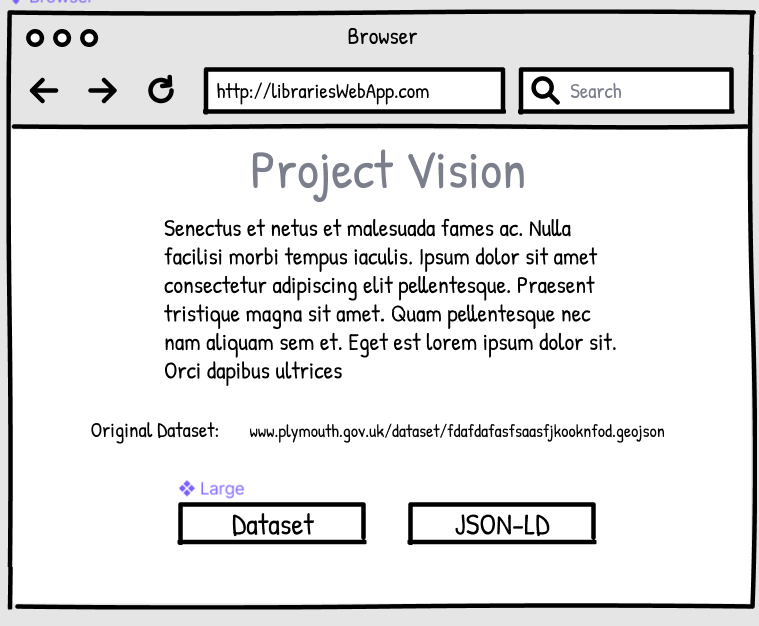 Browser
Browser
http://librariesWebApp.com
Search
Project Vision
Senectus et netus et malesuada fames ac. Nulla
facilisi morbi tempus iaculis. Ipsum dolor sit amet
consectetur adipiscing elit pellentesque. Praesent
tristique magna sit amet. Quam pellentesque nec
nam aliquam sem et. Eget est lorem ipsum dolor sit.
Orci dapibus ultrices
Original Dataset: www.plymouth.gov.uk/dataset/fdafdafasfsaasfjkooknfod.geojson
Large
Dataset
JSON-LD